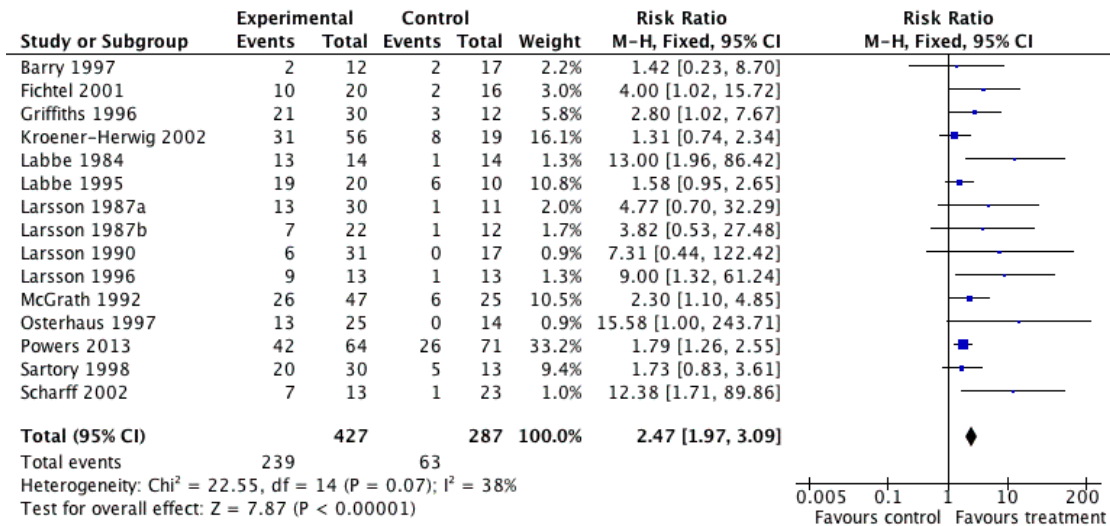 Experimental Control Risk Ratio Risk Ratio
Study or Subgroup Events Total Events Total Weight M-H, Fixed, 95% CI M-H, Fixed, 95% CI
Barry 1997 2 12 2 17 2.2% 1.42 [0.23, 8.70]
Fichtel 2001 10 20 2 16 3.0% 4.00 [1.02, 15.72]
Griffiths 1996 21 30 3 12 5.8% 2.80 [1.02, 7.67]
Kroener-Herwig 2002 31 56 8 19 16.1% 1.31 [0.74, 2.34]
Labbe 1984 13 14 1 14 1.3% 13.00 [1.96, 86.42]
Labbe 1995 19 20 6 10 10.8% 1.58 [0.95, 2.65]
Larsson 1987a 13 30 1 11 2.0% 4.77 [0.70, 32.29]
Larsson 1987b 7 22 1 12 1.7% 3.82 [0.53, 27.48]
Larsson 1990 6 31 0 17 0.9% 7.31 [0.44, 122.42]
Larsson 1996 9 13 1 13 1.3% 9.00 [1.32, 61.24]
McGrath 1992 26 47 6 25 10.5% 2.30 [1.10, 4.85]
Osterhaus 1997 13 25 0 14 0.9% 15.58 [1.00, 243.71]
Powers 2013 42 64 26 71 33.2% 1.79 [1.26, 2.55]
Sartory 1998 20 30 5 13 9.4% 1.73 [0.83, 3.61]
Scharff 2002 7 13 1 23 1.0% 12.38 [1.71, 89.86]
Total (95% CI) 427 287 100.0% 2.47 [1.97, 3.09]
Total events 239 63
Heterogeneity: Chi² = 22.55, df = 14 (P = 0.07); I² = 38%
Test for overall effect: Z = 7.87 (P < 0.00001)
0.005 0.1 1 10 200
Favours control Favours treatment